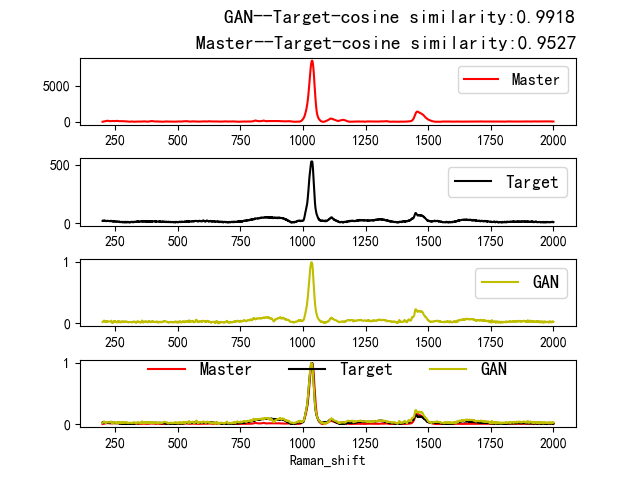 GAN--Target-cosine similarity:0.9918
Master--Target-cosine similarity:0.9527
5000
0
Master
250 500 750 1000 1250 1500 1750 2000
500
0
Target
250 500 750 1000 1250 1500 1750 2000
1
0
GAN
250 500 750 1000 1250 1500 1750 2000
1
0
Master Target GAN
250 500 750 1000 1250 1500 1750 2000
Raman_shift